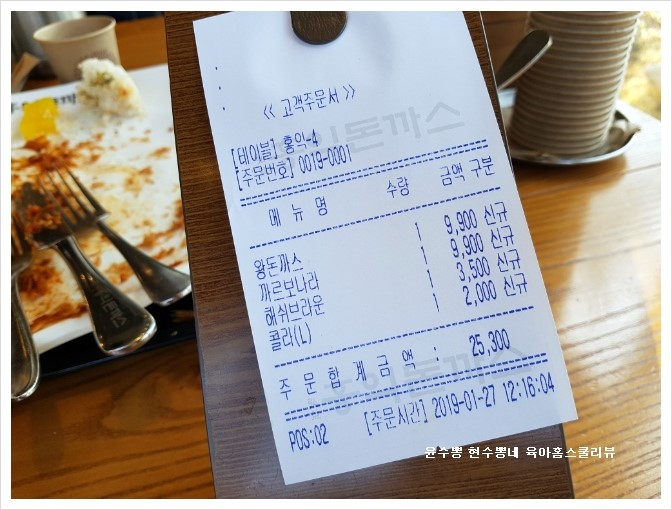 << 고객주문서 >>
[테이블] 홍익-4
[주문번호] 0019-0001
메 뉴 명 수량 금액 구분
왕돈까스 1 9,900 신규
까르보나라 1 9,900 신규
해쉬브라운 1 3,500 신규
콜라(L) 1 2,000 신규
주 문 합 계 금 액 : 25,300
POS:02 [주문시간] 2019-01-27 12:16:04
윤수뿅 현수뿅네 육아홈스쿨리뷰